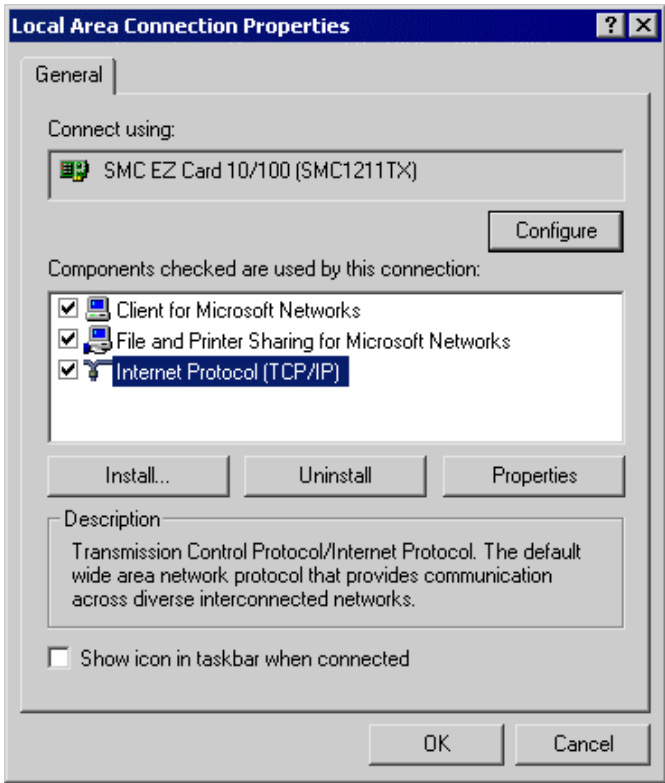 Local Area Connection Properties
General
Connect using:
SMC EZ Card 10/100 (SMC1211TX)
Configure
Components checked are used by this connection:
Client for Microsoft Networks
File and Printer Sharing for Microsoft Networks
Internet Protocol (TCP/IP)
Install... Uninstall Properties
Description
Transmission Control Protocol/Internet Protocol. The default
wide area network protocol that provides communication
across diverse interconnected networks.
Show icon in taskbar when connected
OK Cancel